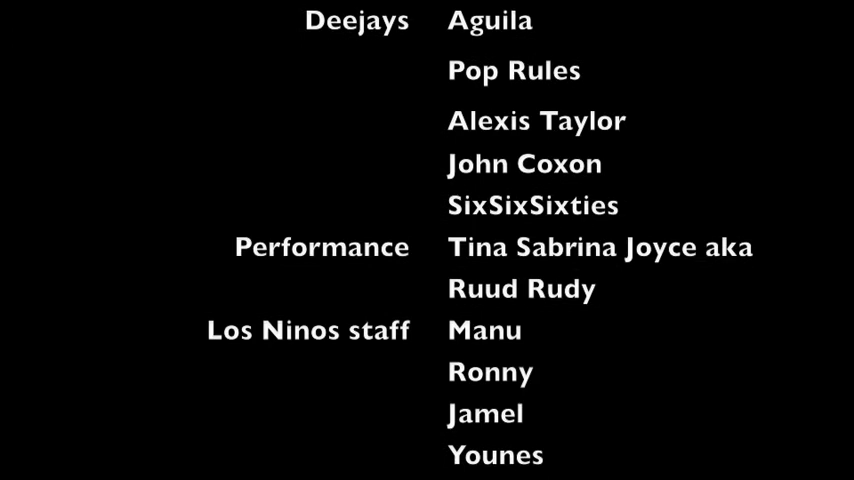 Deejays Aguila
Pop Rules
Alexis Taylor
John Coxon
SixSixSixties
Performance Tina Sabrina Joyce aka
Ruud Rudy
Los Ninos staff Manu
Ronny
Jamel
Younes